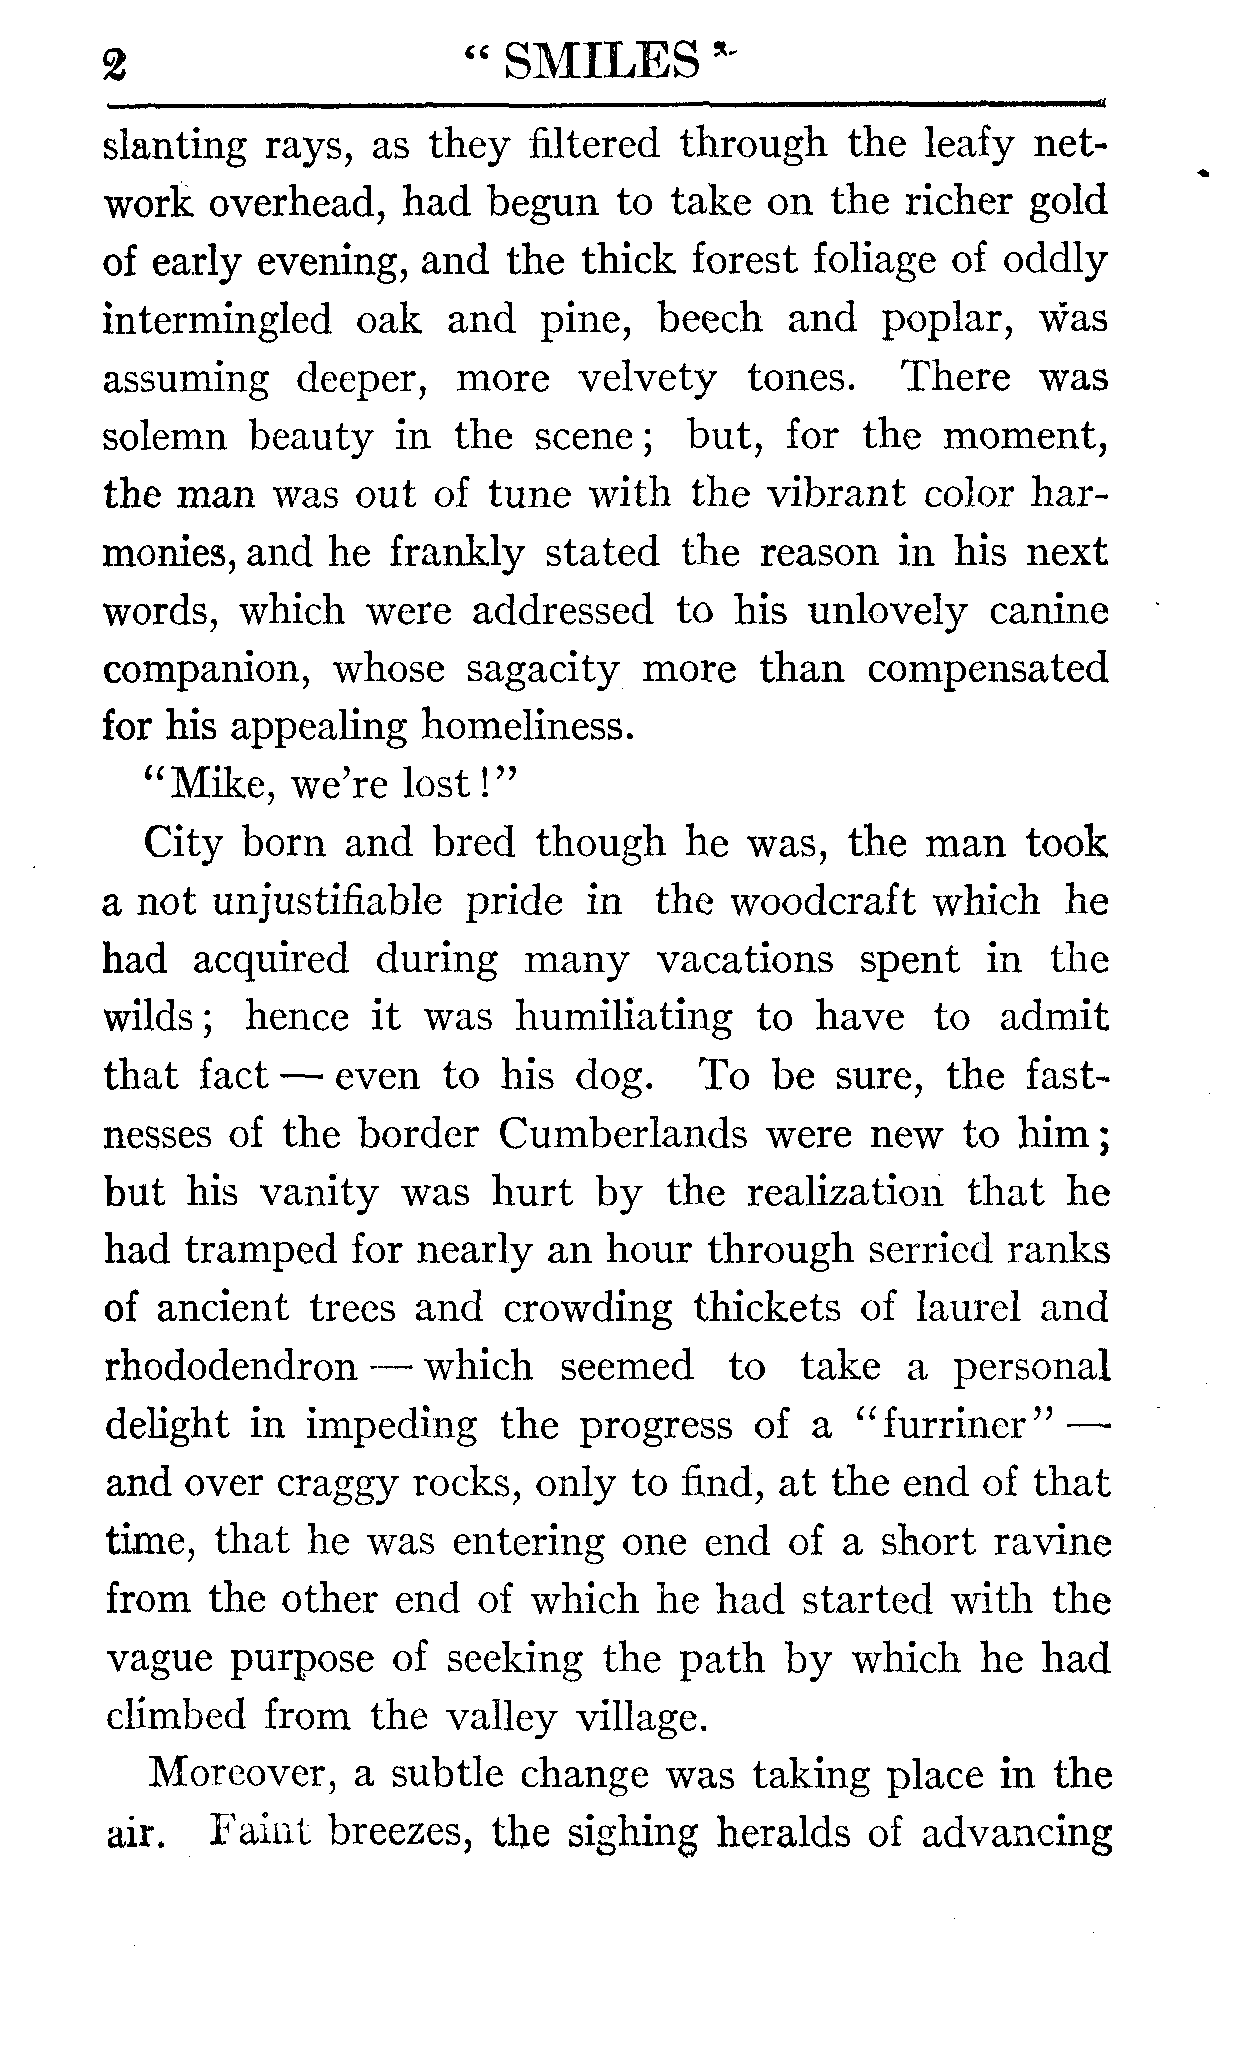 2 “ SMILES ”
slanting rays, as they filtered through the leafy net-
work overhead, had begun to take on the richer gold
of early evening, and the thick forest foliage of oddly
intermingled oak and pine, beech and poplar, was
assuming deeper, more velvety tones. There was
solemn beauty in the scene; but, for the moment,
the man was out of tune with the vibrant color har-
monies, and he frankly stated the reason in his next
words, which were addressed to his unlovely canine
companion, whose sagacity more than compensated
for his appealing homeliness.
“Mike, we’re lost!”
City born and bred though he was, the man took
a not unjustifiable pride in the woodcraft which he
had acquired during many vacations spent in the
wilds; hence it was humiliating to have to admit
that fact — even to his dog. To be sure, the fast-
nesses of the border Cumberlands were new to him;
but his vanity was hurt by the realization that he
had tramped for nearly an hour through serried ranks
of ancient trees and crowding thickets of laurel and
rhododendron — which seemed to take a personal
delight in impeding the progress of a “furriner” —
and over craggy rocks, only to find, at the end of that
time, that he was entering one end of a short ravine
from the other end of which he had started with the
vague purpose of seeking the path by which he had
climbed from the valley village.
Moreover, a subtle change was taking place in the
air. Faint breezes, the sighing heralds of advancing